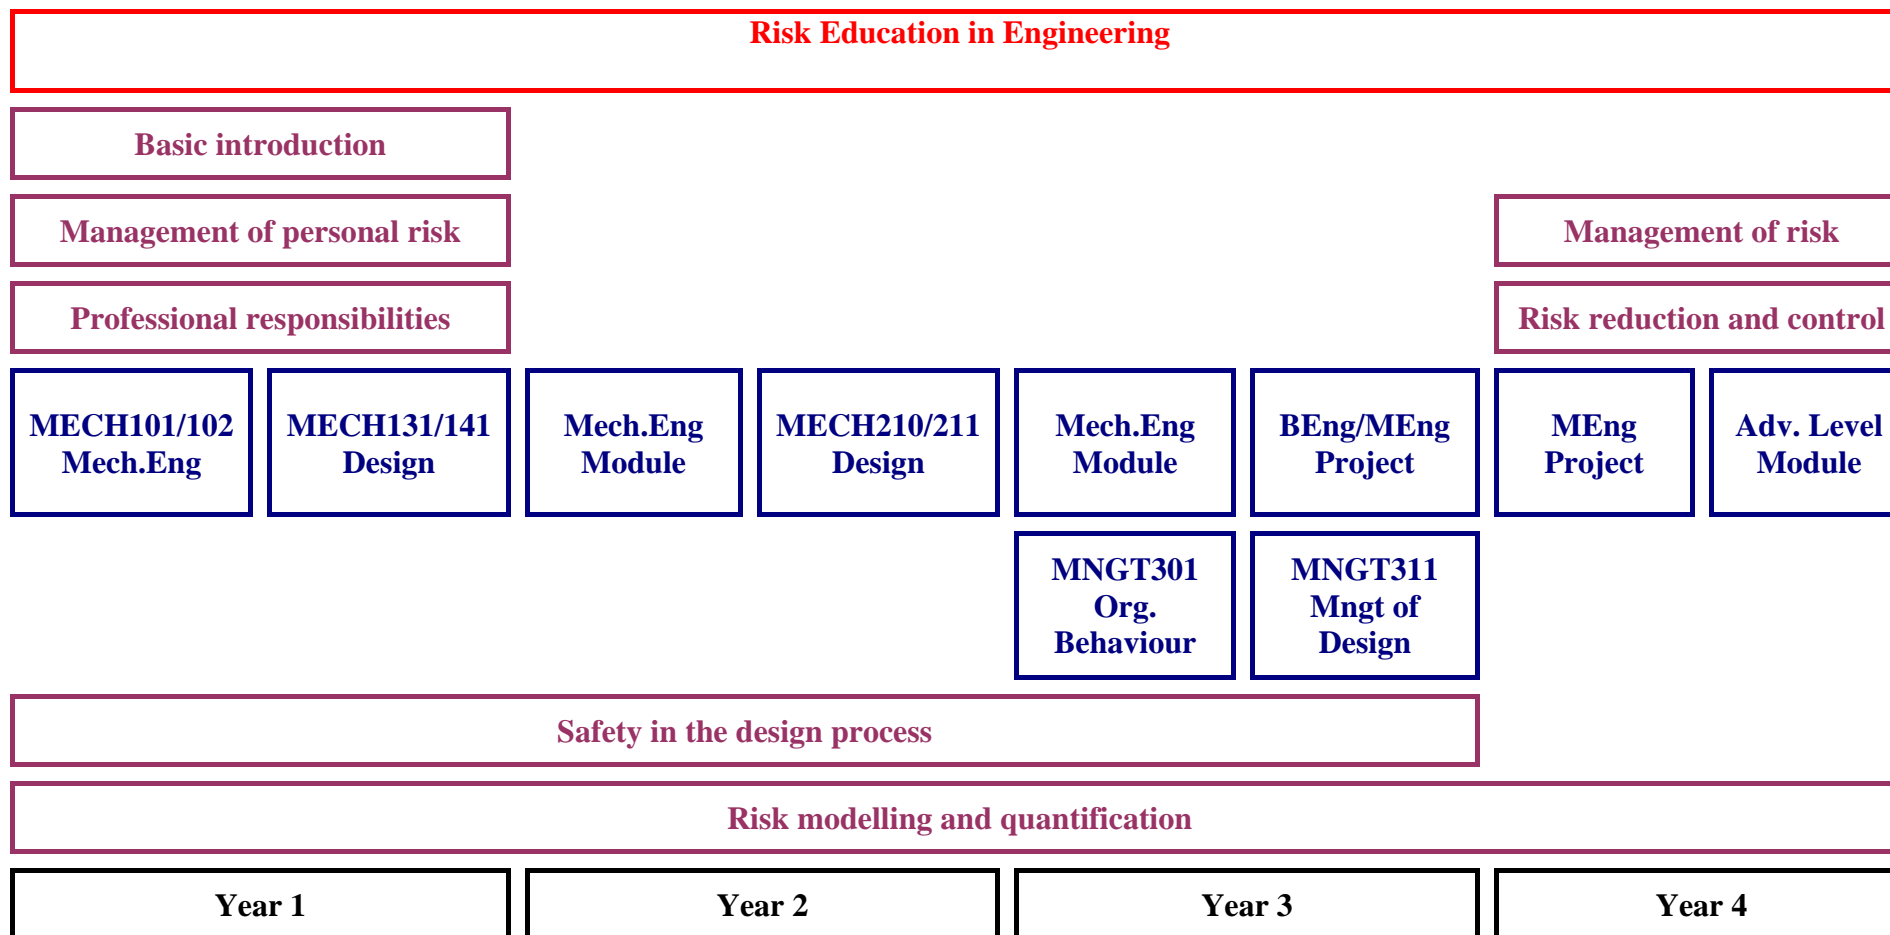 Risk Education in Engineering
Basic introduction
Management of personal risk
Management of risk
Professional responsibilities
Risk reduction and control
MECH101/102
Mech.Eng
MECH131/141
Design
Mech.Eng
Module
MECH210/211
Design
Mech.Eng
Module
BEng/MEng
Project
MEng
Project
Adv. Level
Module
MNGT301
Org.
Behaviour
MNGT311
Mngt of
Design
Safety in the design process
Risk modelling and quantification
Year 1
Year 2
Year 3
Year 4